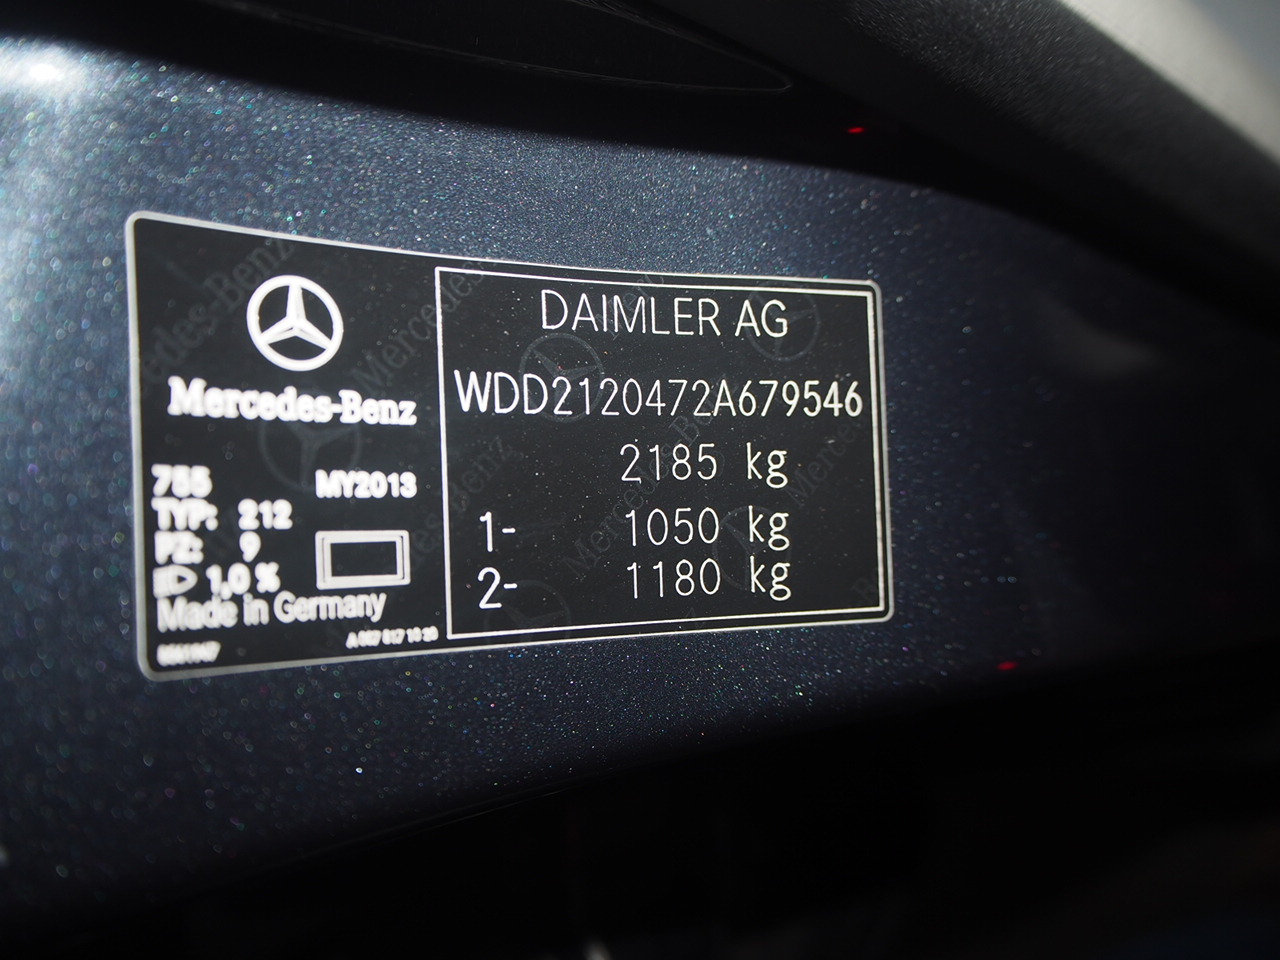 Mercedes-Benz
755 MY2013
TYP: 212
PZ: 9
1,0 %
Made in Germany
DAIMLER AG
WDD2120472A679546
2185 kg
1- 1050 kg
2- 1180 kg